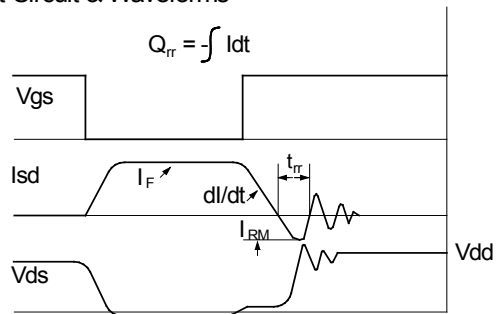 t Circuit & Waveforms
Qrr = -∫ Idt
Vgs
Isd
IF
dI/dt
trr
IRM
Vdd
Vds